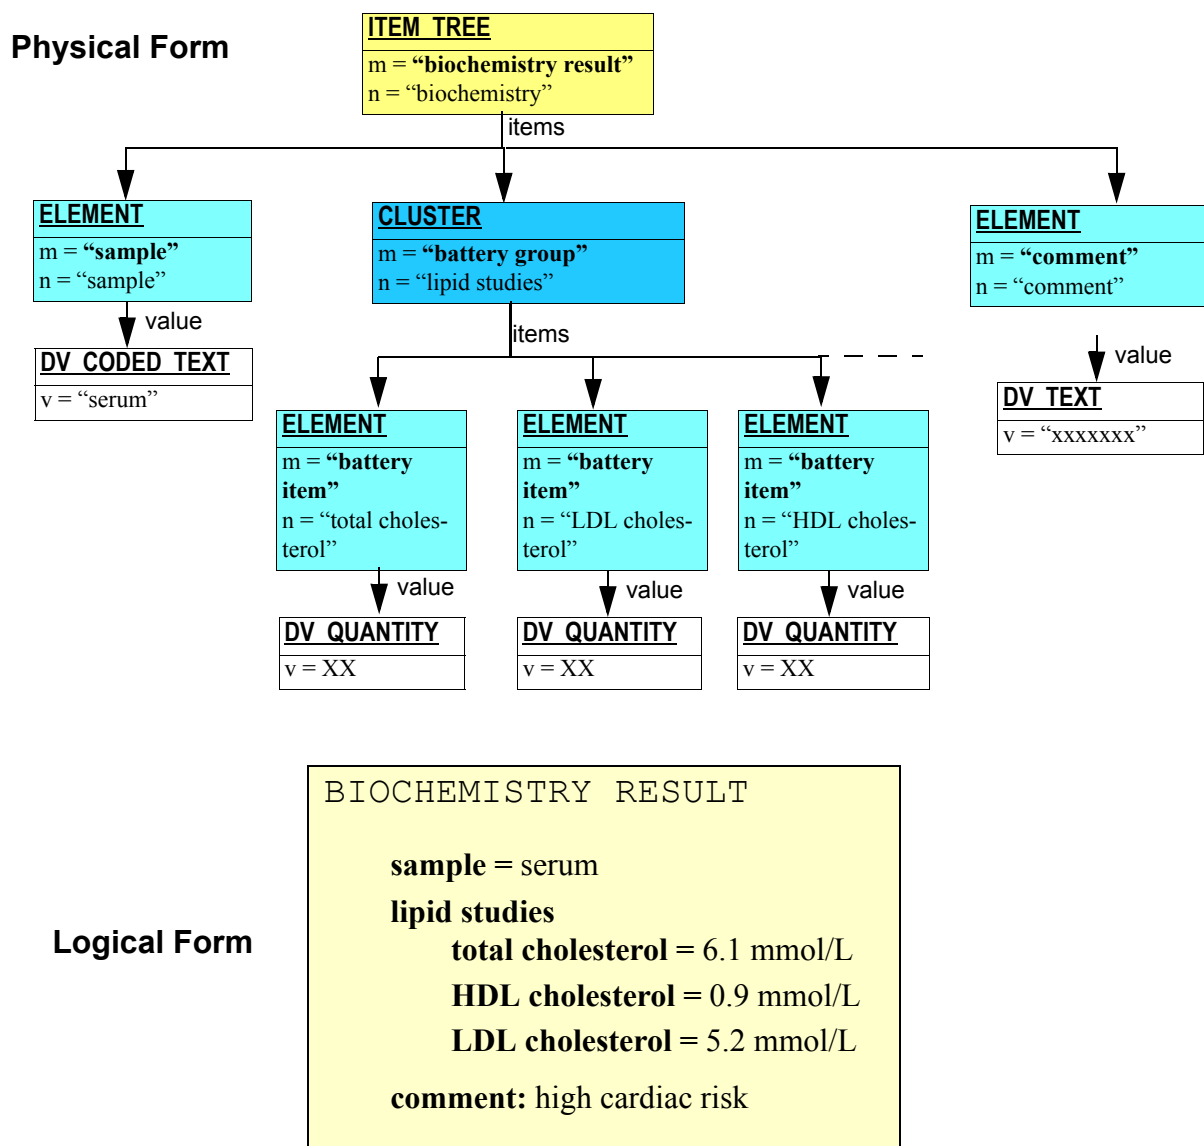 Physical Form
ITEM_TREE
m = “biochemistry result”
n = “biochemistry”
items
ELEMENT
m = “sample”
n = “sample”
value
DV_CODED_TEXT
v = “serum”
CLUSTER
m = “battery group”
n = “lipid studies”
items
ELEMENT
m = “comment”
n = “comment”
value
DV_TEXT
v = “xxxxxxx”
ELEMENT
m = “battery
item”
n = “total choles-
terol”
value
DV_QUANTITY
v = XX
ELEMENT
m = “battery
item”
n = “LDL choles-
terol”
value
DV_QUANTITY
v = XX
ELEMENT
m = “battery
item”
n = “HDL choles-
terol”
value
DV_QUANTITY
v = XX
Logical Form
BIOCHEMISTRY RESULT
sample = serum
lipid studies
total cholesterol = 6.1 mmol/L
HDL cholesterol = 0.9 mmol/L
LDL cholesterol = 5.2 mmol/L
comment: high cardiac risk